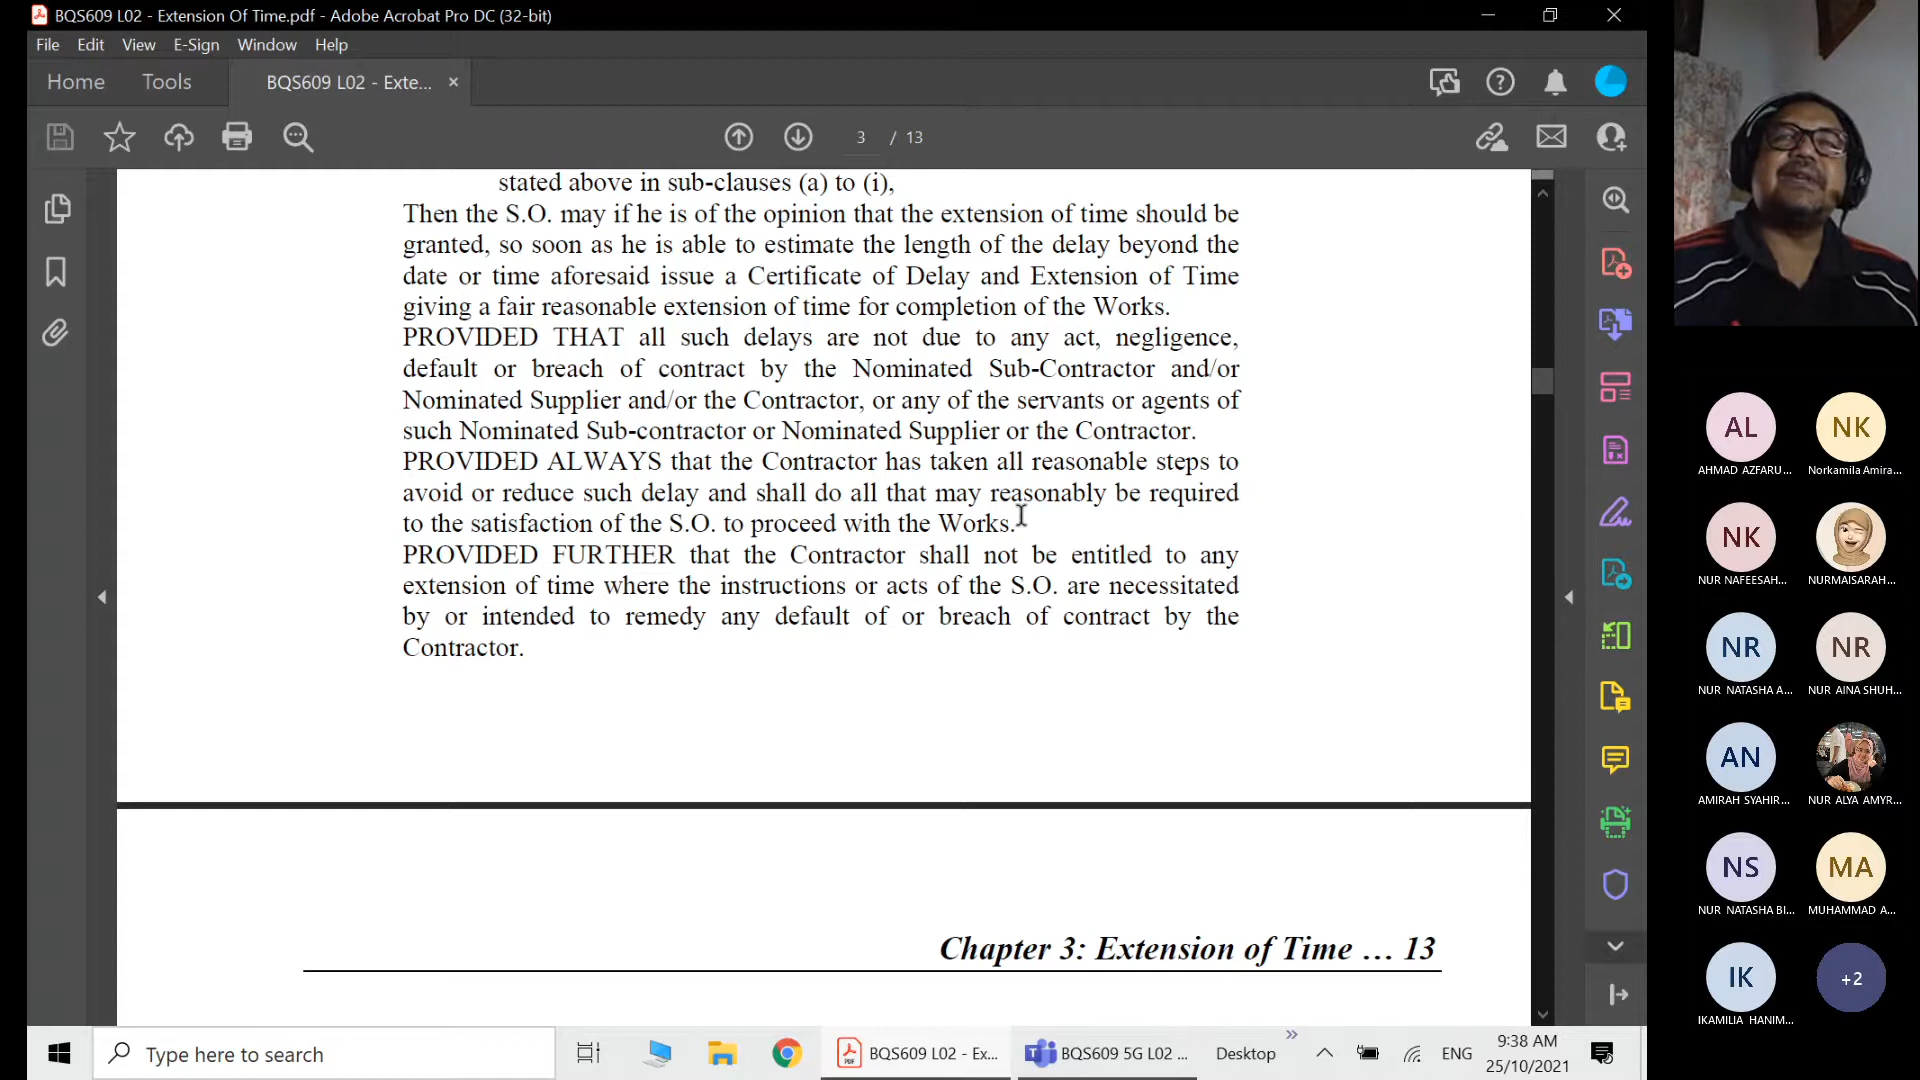 BQS609 L02 - Extension Of Time.pdf - Adobe Acrobat Pro DC (32-bit)
File Edit View E-Sign Window Help
Home Tools BQS609 L02 - Exte... ×
3 / 13
stated above in sub-clauses (a) to (i),
Then the S.O. may if he is of the opinion that the extension of time should be
granted, so soon as he is able to estimate the length of the delay beyond the
date or time aforesaid issue a Certificate of Delay and Extension of Time
giving a fair reasonable extension of time for completion of the Works.
PROVIDED THAT all such delays are not due to any act, negligence,
default or breach of contract by the Nominated Sub-Contractor and/or
Nominated Supplier and/or the Contractor, or any of the servants or agents of
such Nominated Sub-contractor or Nominated Supplier or the Contractor.
PROVIDED ALWAYS that the Contractor has taken all reasonable steps to
avoid or reduce such delay and shall do all that may reasonably be required
to the satisfaction of the S.O. to proceed with the Works.
PROVIDED FURTHER that the Contractor shall not be entitled to any
extension of time where the instructions or acts of the S.O. are necessitated
by or intended to remedy any default of or breach of contract by the
Contractor.
Chapter 3: Extension of Time … 13
AL NK
AHMAD AZFARU... Norkamila Amira...
NK
NUR NAFEESAH... NURMAISARAH...
NR NR
NUR NATASHA A... NUR AINA SHUH...
AN
AMIRAH SYAHIR... NUR ALYA AMYR...
NS MA
NUR NATASHA BI... MUHAMMAD A...
IK +2
IKAMILIA HANIM...
Type here to search
BQS609 L02 - Ex... BQS609 5G L02 ... Desktop » ENG
9:38 AM
25/10/2021